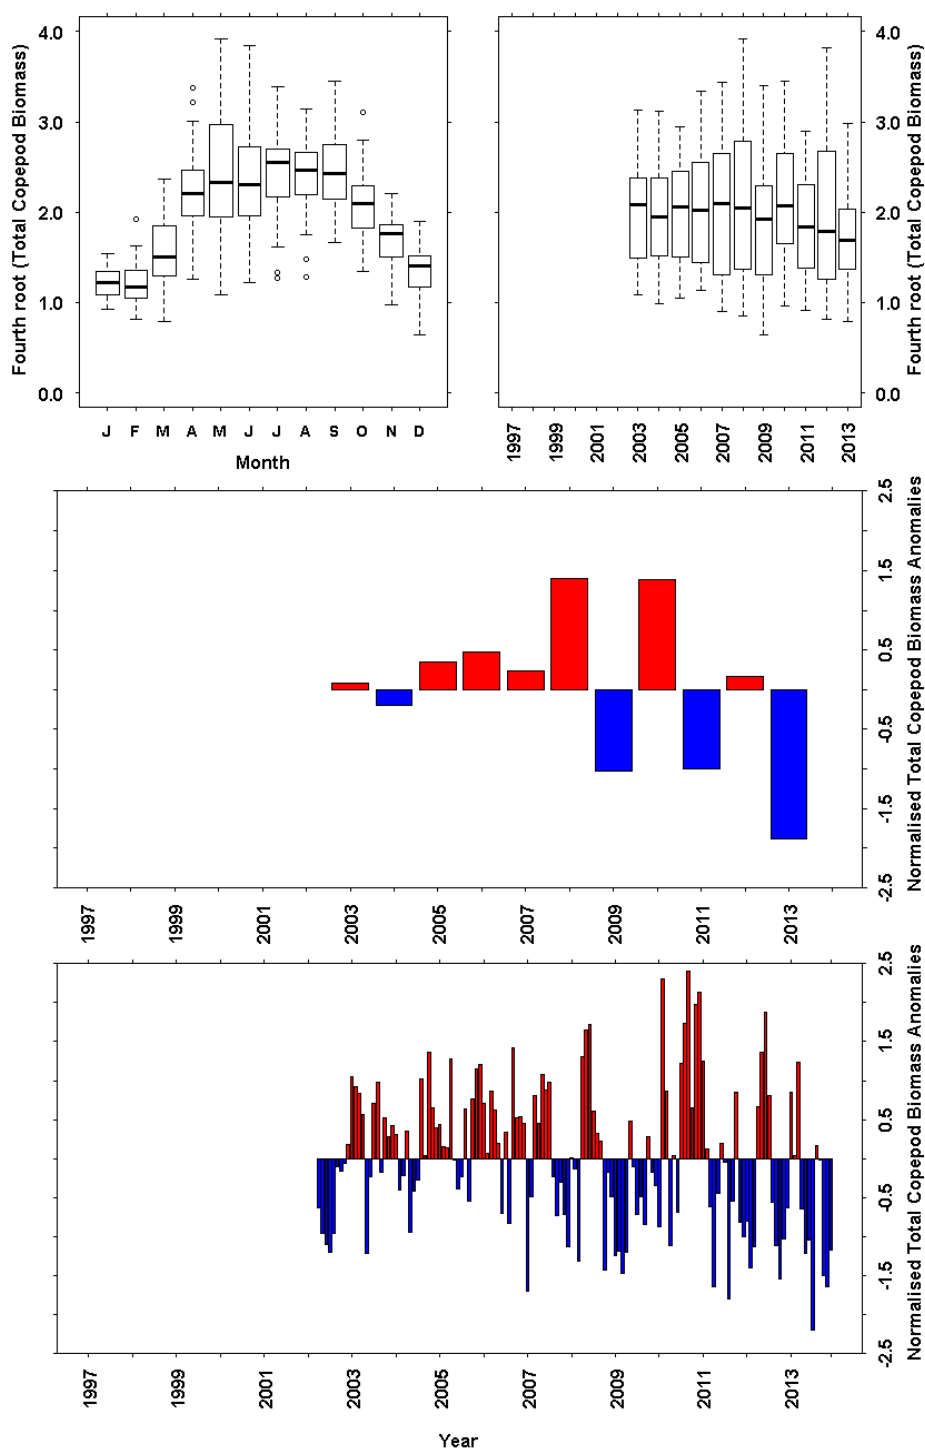 Fourth root (Total Copepod Biomass)
4.0
3.0
2.0
1.0
0.0
J F M A M J J A S O N D
Month
4.0
3.0
2.0
1.0
0.0
Fourth root (Total Copepod Biomass)
1997 1999 2001 2003 2005 2007 2009 2011 2013
2.5
1.5
0.5
-0.5
-1.5
-2.5
Normalised Total Copepod Biomass Anomalies
1997 1999 2001 2003 2005 2007 2009 2011 2013
2.5
1.5
0.5
-0.5
-1.5
-2.5
Normalised Total Copepod Biomass Anomalies
1997 1999 2001 2003 2005 2007 2009 2011 2013
Year